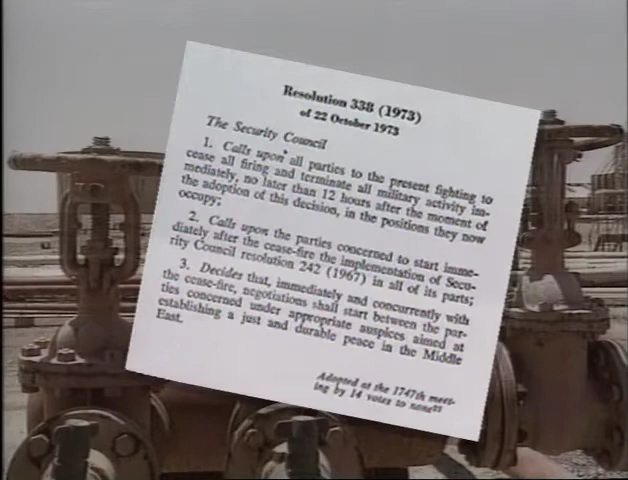 Resolution 338 (1973)
of 22 October 1973
The Security Council
1. Calls upon all parties to the present fighting to
cease all firing and terminate all military activity im-
mediately, no later than 12 hours after the moment of
the adoption of this decision, in the positions they now
occupy;
2. Calls upon the parties concerned to start imme-
diately after the cease-fire the implementation of Secu-
rity Council resolution 242 (1967) in all of its parts;
3. Decides that, immediately and concurrently with
the cease-fire, negotiations shall start between the par-
ties concerned under appropriate auspices aimed at
establishing a just and durable peace in the Middle
East.
Adopted at the 1747th meet-
ing by 14 votes to none